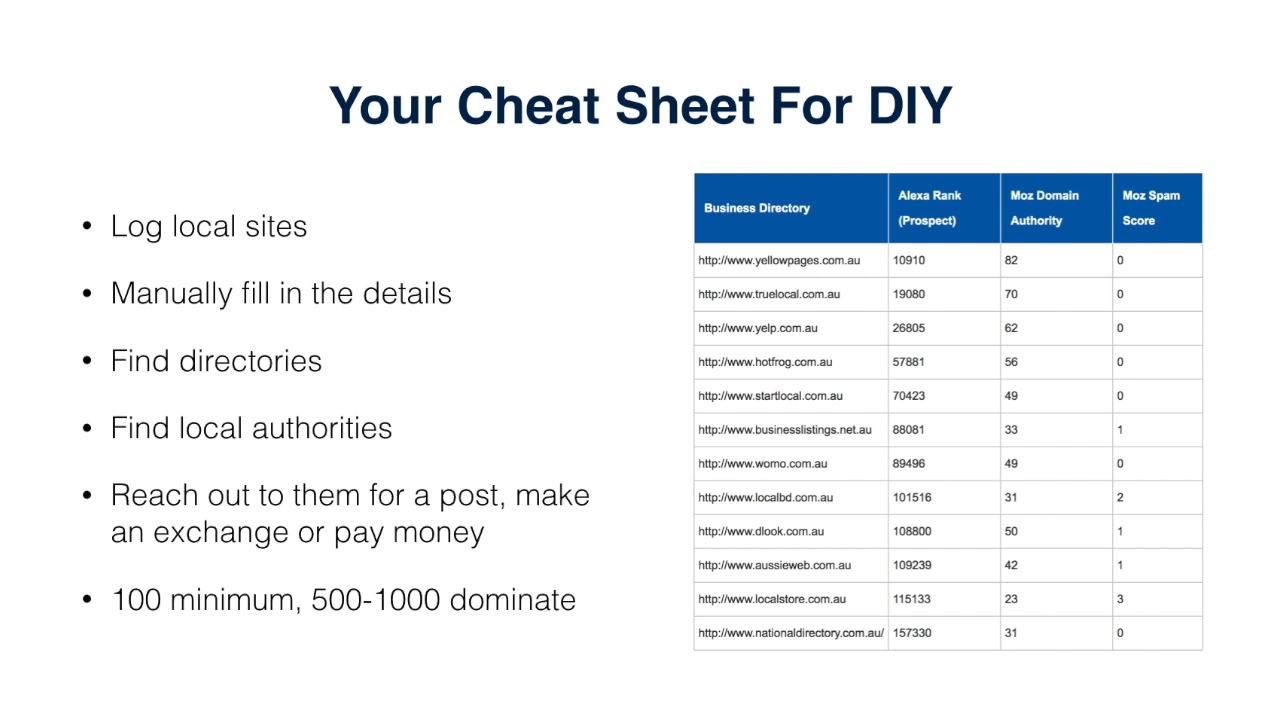 Your Cheat Sheet For DIY
• Log local sites
• Manually fill in the details
• Find directories
• Find local authorities
• Reach out to them for a post, make
an exchange or pay money
• 100 minimum, 500-1000 dominate
Business Directory Alexa Rank (Prospect) Moz Domain Authority Moz Spam Score
http://www.yellowpages.com.au 10910 82 0
http://www.truelocal.com.au 19080 70 0
http://www.yelp.com.au 26805 62 0
http://www.hotfrog.com.au 57881 56 0
http://www.startlocal.com.au 70423 49 0
http://www.businesslistings.net.au 88081 33 1
http://www.womo.com.au 89496 49 0
http://www.localbd.com.au 101516 31 2
http://www.dlook.com.au 108800 50 1
http://www.aussieweb.com.au 109239 42 1
http://www.localstore.com.au 115133 23 3
http://www.nationaldirectory.com.au/ 157330 31 0